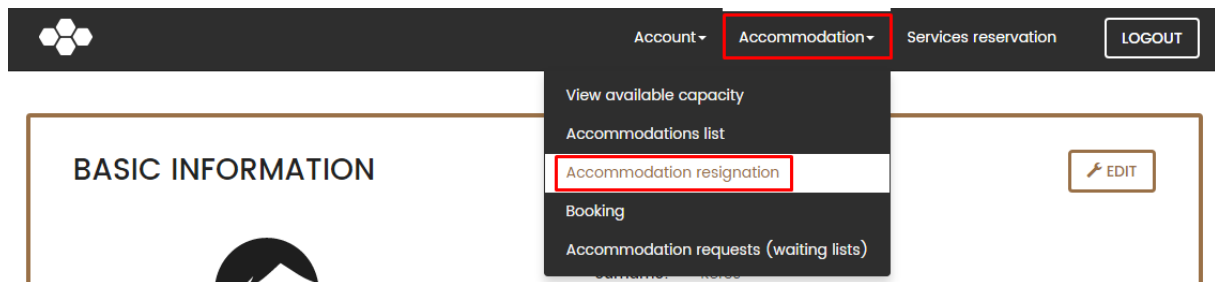 Account Accommodation Services reservation LOGOUT
View available capacity
Accommodations list
BASIC INFORMATION
Accommodation resignation
EDIT
Booking
Accommodation requests (waiting lists)